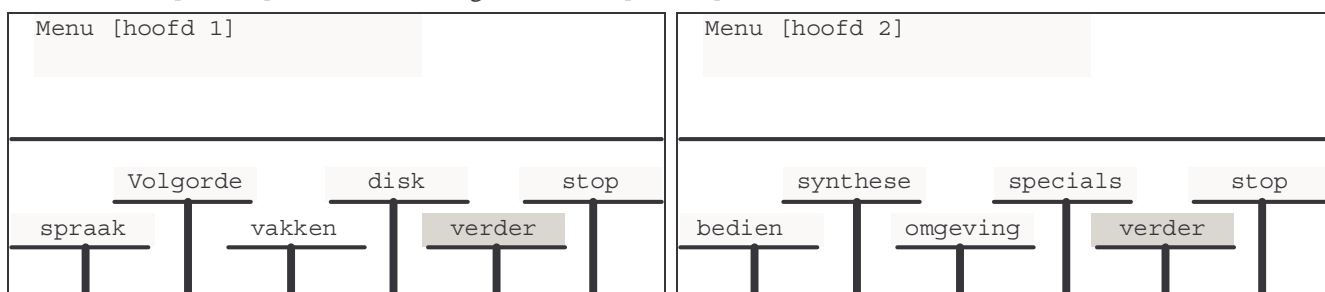 Menu [hoofd 1]
Volgorde disk stop
spraak vakken verder
Menu [hoofd 2]
synthese specials stop
bedien omgeving verder